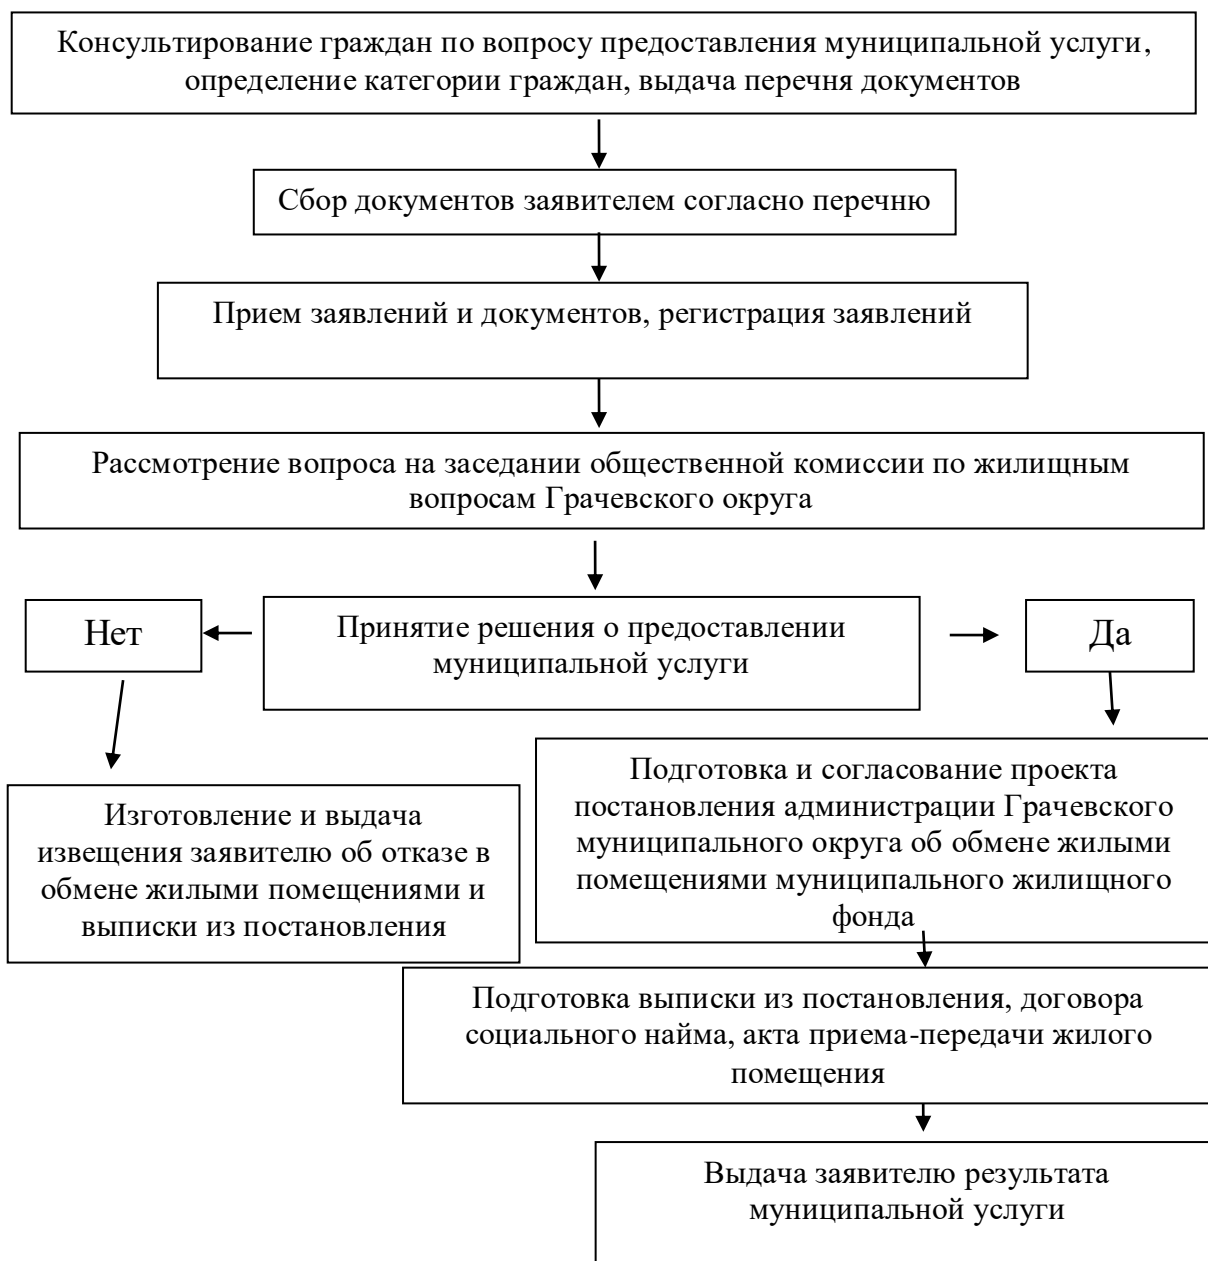 Консультирование граждан по вопросу предоставления муниципальной услуги,
определение категории граждан, выдача перечня документов
Сбор документов заявителем согласно перечню
Прием заявлений и документов, регистрация заявлений
Рассмотрение вопроса на заседании общественной комиссии по жилищным
вопросам Грачевского округа
Нет
Принятие решения о предоставлении
муниципальной услуги
Да
Изготовление и выдача
извещения заявителю об отказе в
обмене жилыми помещениями и
выписки из постановления
Подготовка и согласование проекта
постановления администрации Грачевского
муниципального округа об обмене жилыми
помещениями муниципального жилищного
фонда
Подготовка выписки из постановления, договора
социального найма, акта приема-передачи жилого
помещения
Выдача заявителю результата
муниципальной услуги